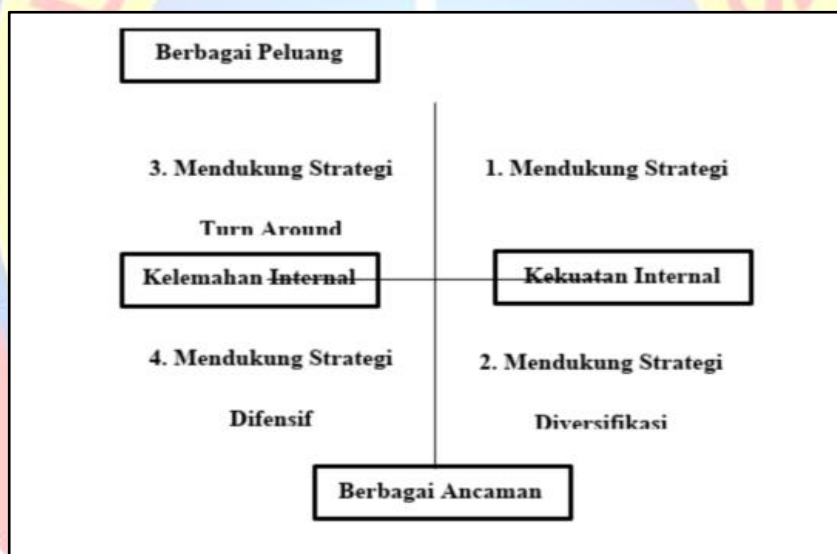 Berbagai Peluang
3. Mendukung Strategi
1. Mendukung Strategi
Turn Around
Kelemahan Internal
Kekuatan Internal
4. Mendukung Strategi
2. Mendukung Strategi
Difensif
Diversifikasi
Berbagai Ancaman